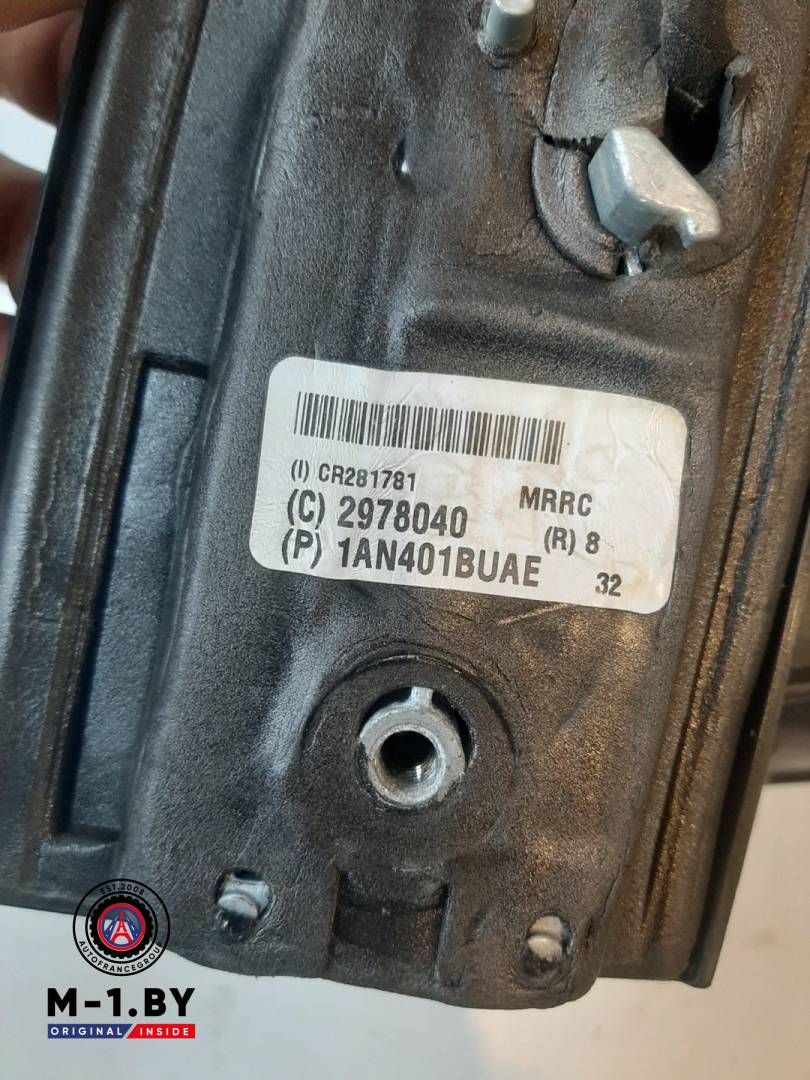 (I) CR281781
MRRC
(C) 2978040
(R) 8
(P) 1AN401BUAE
32
EST.2008
AUTOFRANCEGROUP
M-1.BY
ORIGINAL INSIDE